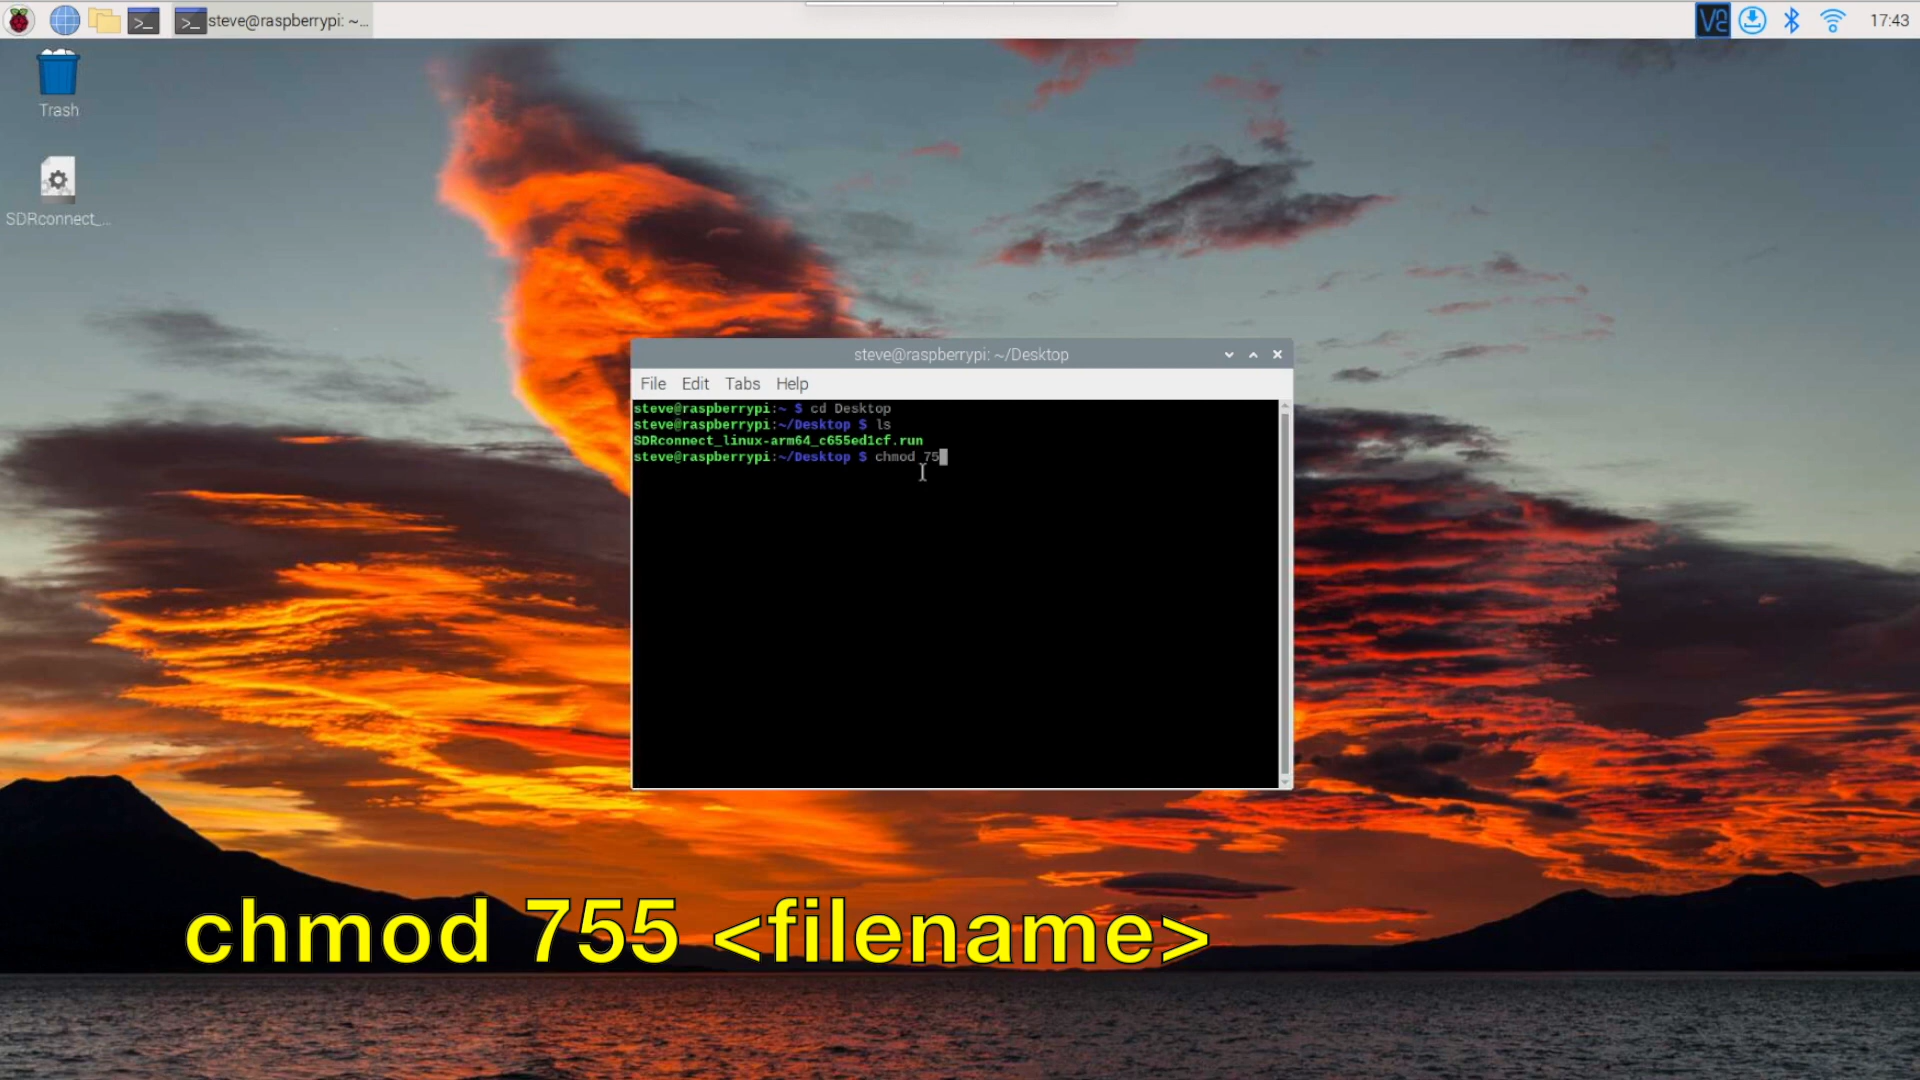 steve@raspberrypi: ~...
17:43
Trash
SDRconnect_...
steve@raspberrypi: ~/Desktop
File Edit Tabs Help
steve@raspberrypi:~ $ cd Desktop
steve@raspberrypi:~/Desktop $ ls
SDRconnect_linux-arm64_c655ed1cf.run
steve@raspberrypi:~/Desktop $ chmod 75
chmod 755 <filename>